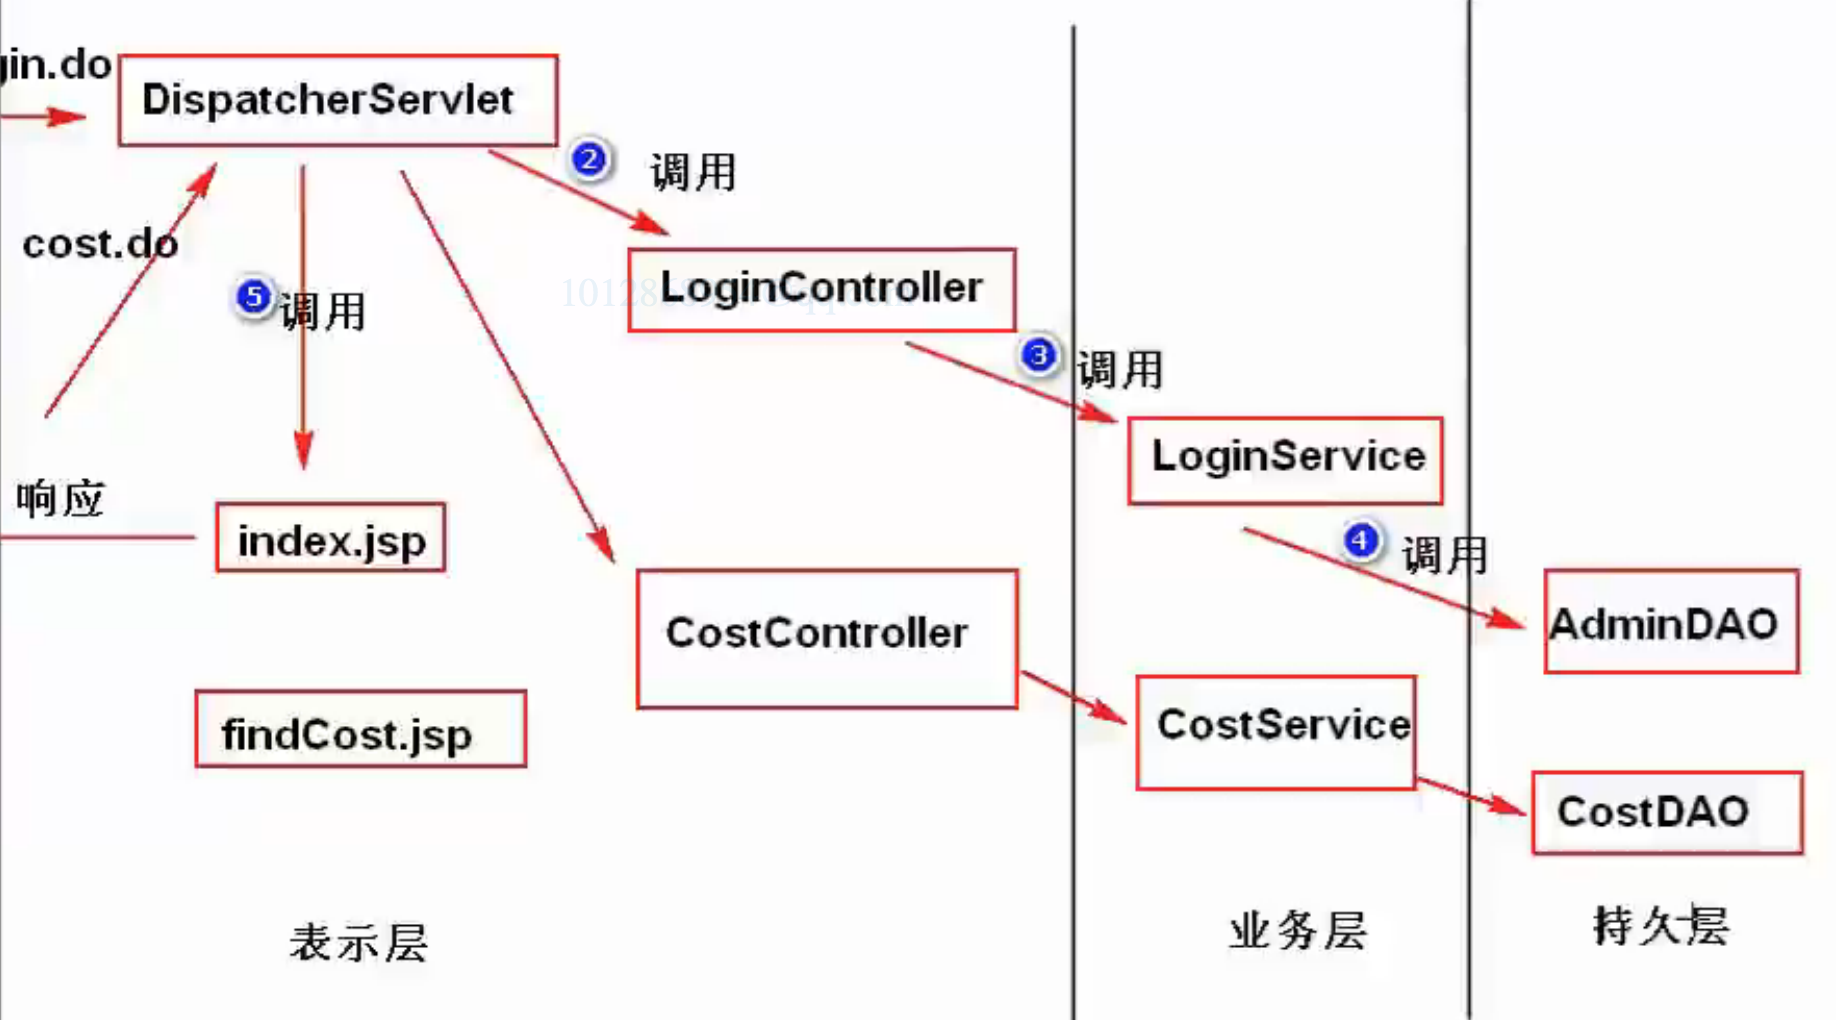 gin.do
DispatcherServlet
2
调用
cost.do
5
调用
LoginController
3
调用
LoginService
响应
index.jsp
4
调用
AdminDAO
CostController
CostService
findCost.jsp
CostDAO
表示层
业务层
持久层